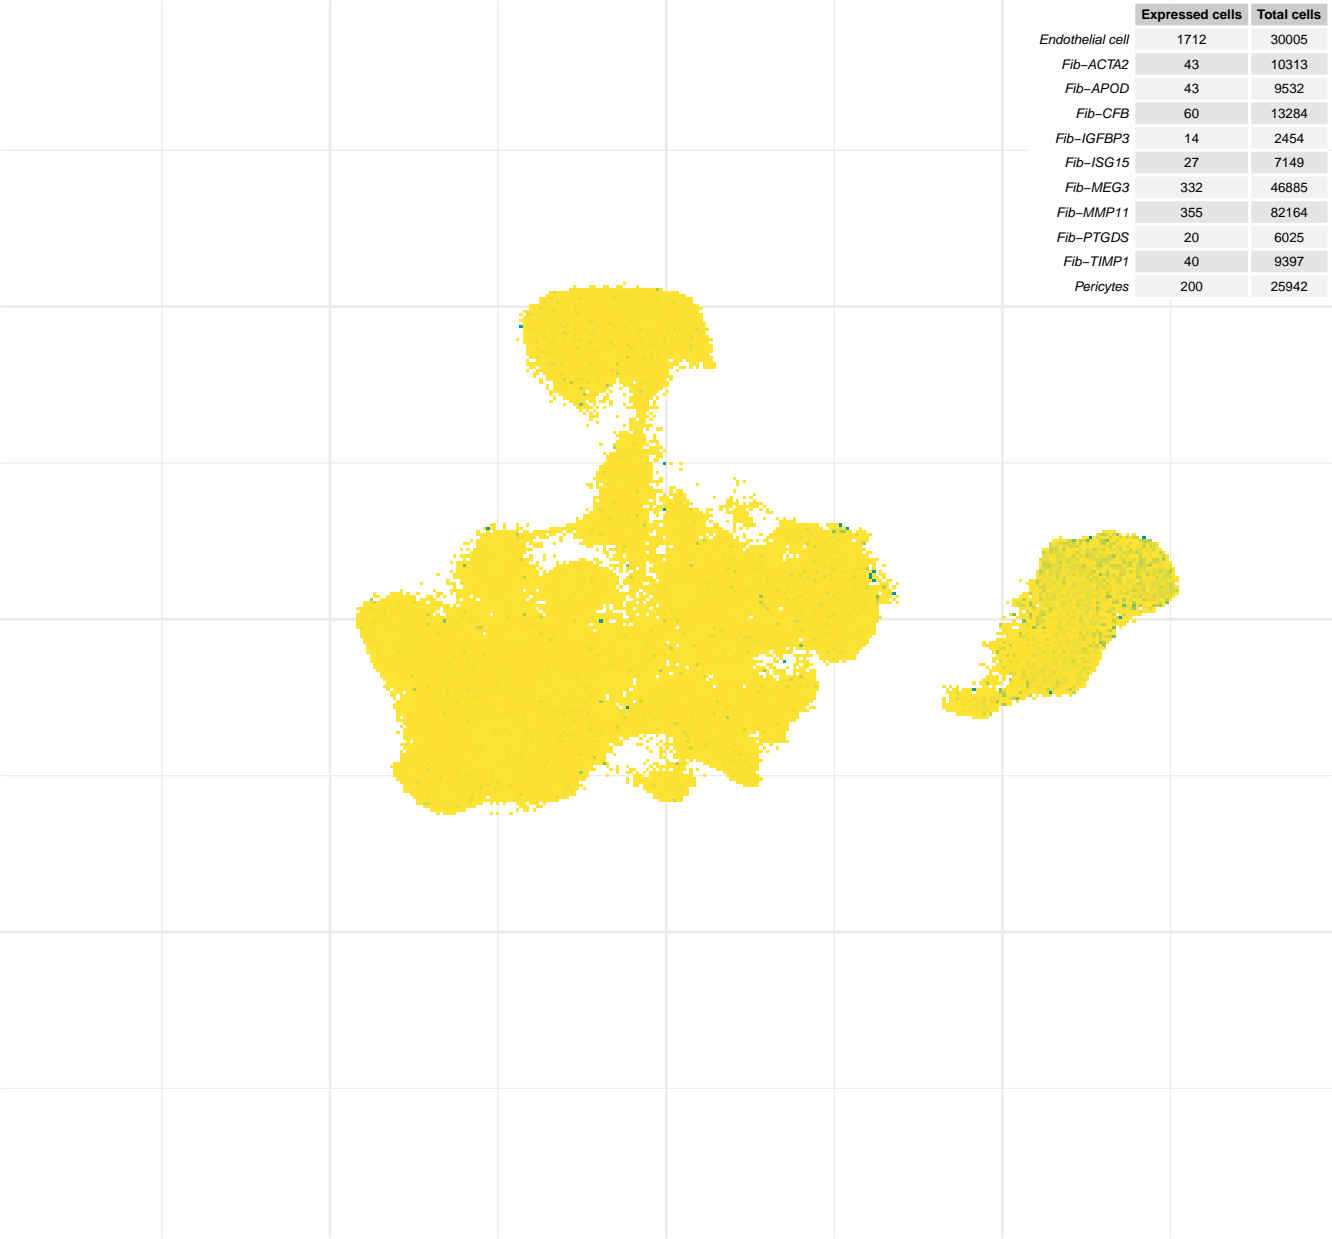 Expressed cells Total cells
Endothelial cell 1712 30005
Fib−ACTA2 43 10313
Fib−APOD 43 9532
Fib−CFB 60 13284
Fib−IGFBP3 14 2454
Fib−ISG15 27 7149
Fib−MEG3 332 46885
Fib−MMP11 355 82164
Fib−PTGDS 20 6025
Fib−TIMP1 40 9397
Pericytes 200 25942